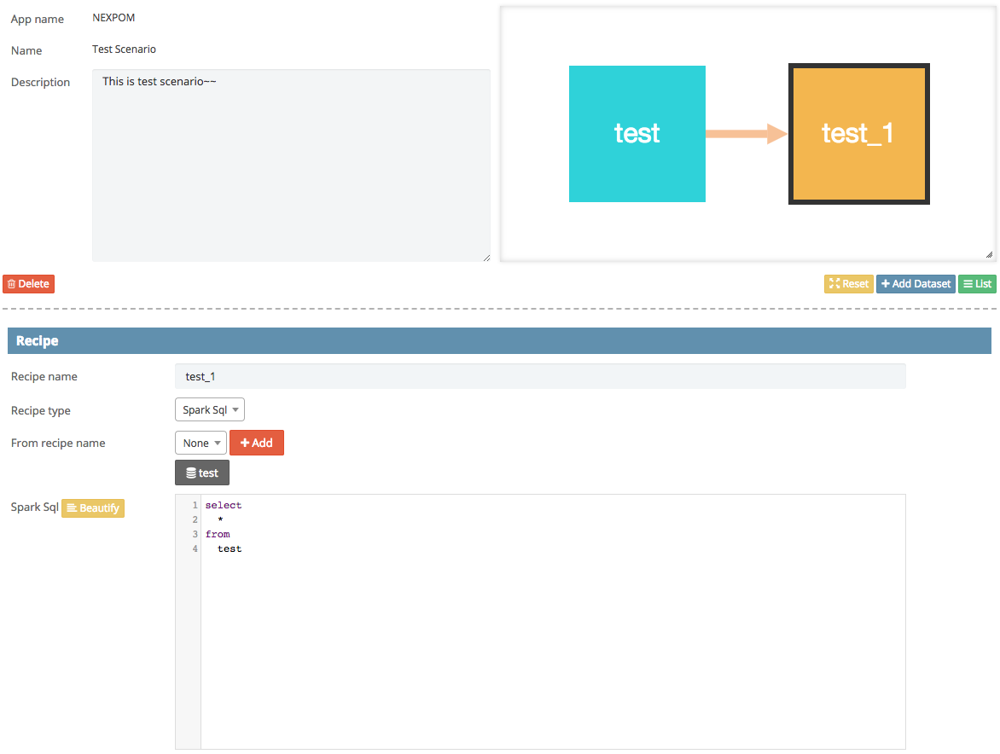 App name NEXPOM
Name Test Scenario
Description This is test scenario~~
test test_1
Delete Reset Add Dataset List
Recipe
Recipe name test_1
Recipe type Spark Sql
From recipe name None Add
test
Spark Sql Beautify
1 select
2 *
3 from
4 test